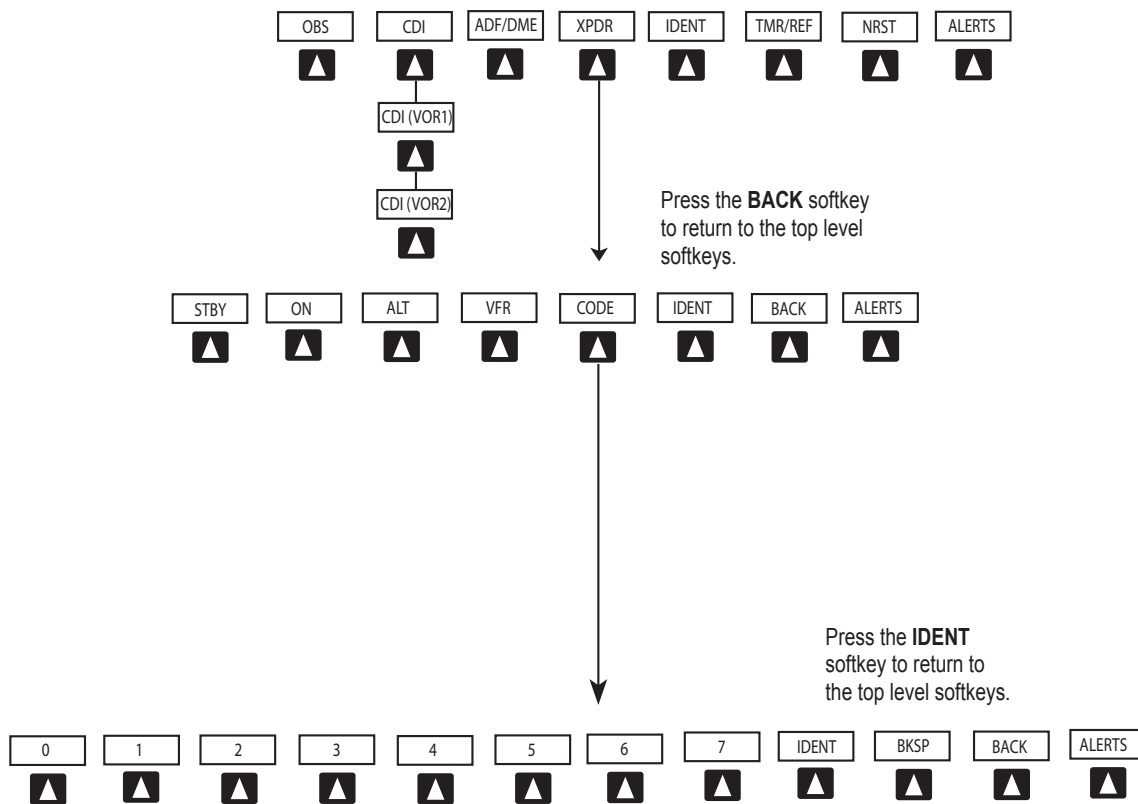 OBS CDI ADF/DME XPDR IDENT TMR/REF NRST ALERTS
CDI (VOR1)
CDI (VOR2)
Press the BACK softkey
to return to the top level
softkeys.
STBY ON ALT VFR CODE IDENT BACK ALERTS
Press the IDENT
softkey to return to
the top level softkeys.
0 1 2 3 4 5 6 7 IDENT BKSP BACK ALERTS